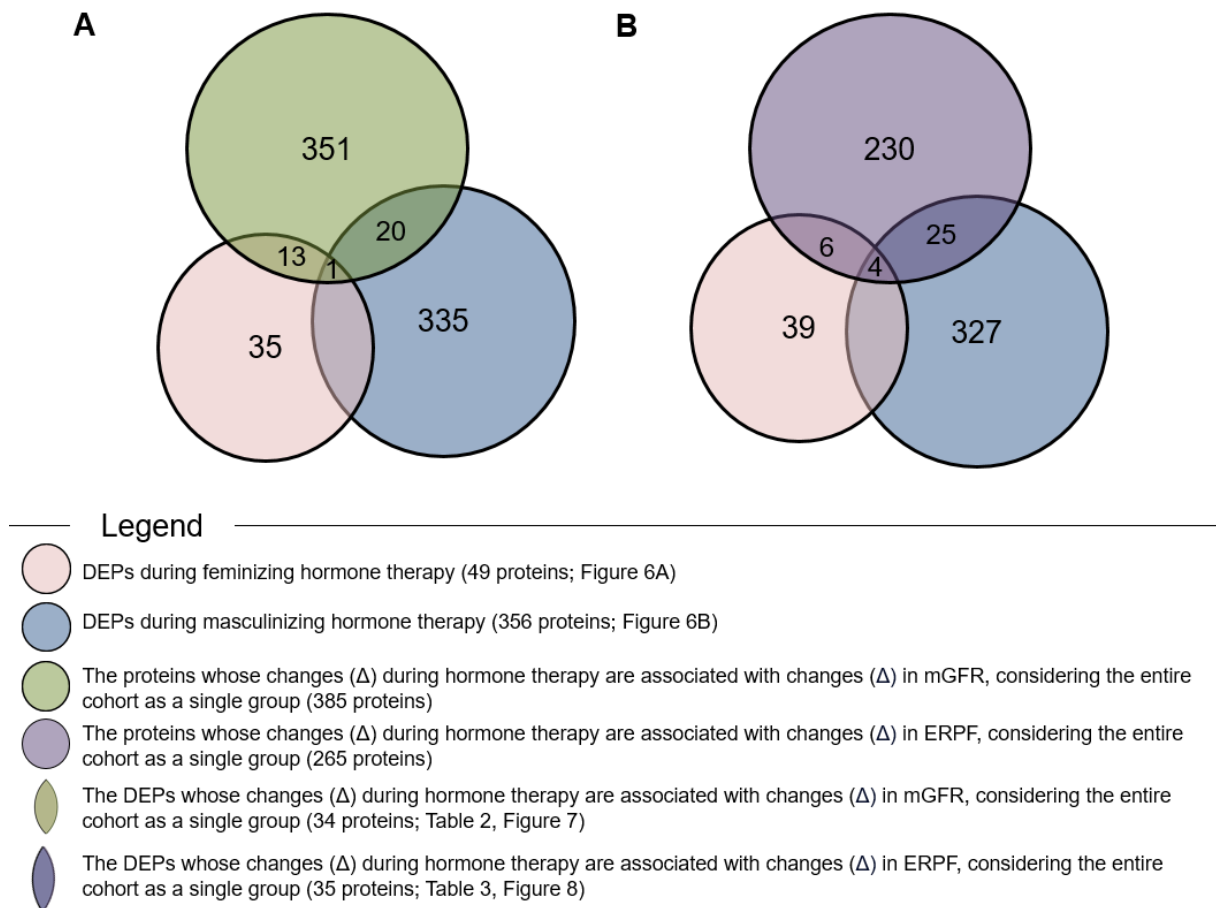 A
B
351
230
20
25
13
1
6
4
35
335
39
327
Legend
DEPs during feminizing hormone therapy (49 proteins; Figure 6A)
DEPs during masculinizing hormone therapy (356 proteins; Figure 6B)
The proteins whose changes (Δ) during hormone therapy are associated with changes (Δ) in mGFR, considering the entire
cohort as a single group (385 proteins)
The proteins whose changes (Δ) during hormone therapy are associated with changes (Δ) in ERPF, considering the entire
cohort as a single group (265 proteins)
The DEPs whose changes (Δ) during hormone therapy are associated with changes (Δ) in mGFR, considering the entire
cohort as a single group (34 proteins; Table 2, Figure 7)
The DEPs whose changes (Δ) during hormone therapy are associated with changes (Δ) in ERPF, considering the entire
cohort as a single group (35 proteins; Table 3, Figure 8)